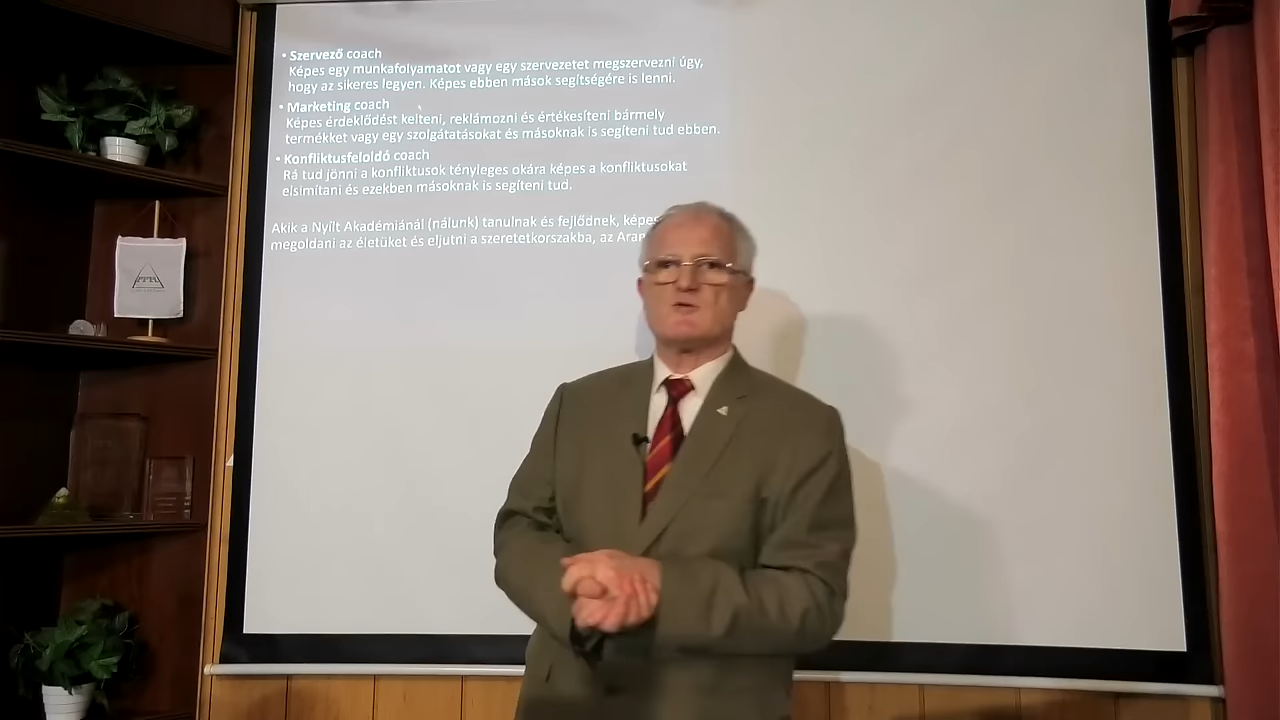 • Szervező coach
Képes egy munkafolyamatot vagy egy szervezetet megszervezni úgy,
hogy az sikeres legyen. Képes ebben mások segítségére is lenni.
• Marketing coach
Képes érdeklődést kelteni, reklámozni és értékesíteni bármely
termékket vagy egy szolgátatásokat és másoknak is segíteni tud ebben.
• Konfliktusfeloldó coach
Rá tud jönni a konfliktusok tényleges okára képes a konfliktusokat
elsimítani és ezekben másoknak is segíteni tud.
Akik a Nyílt Akadémiánál (nálunk) tanulnak és fejlődnek, képes
megoldani az életüket és eljutni a szeretetkorszakba, az Aran